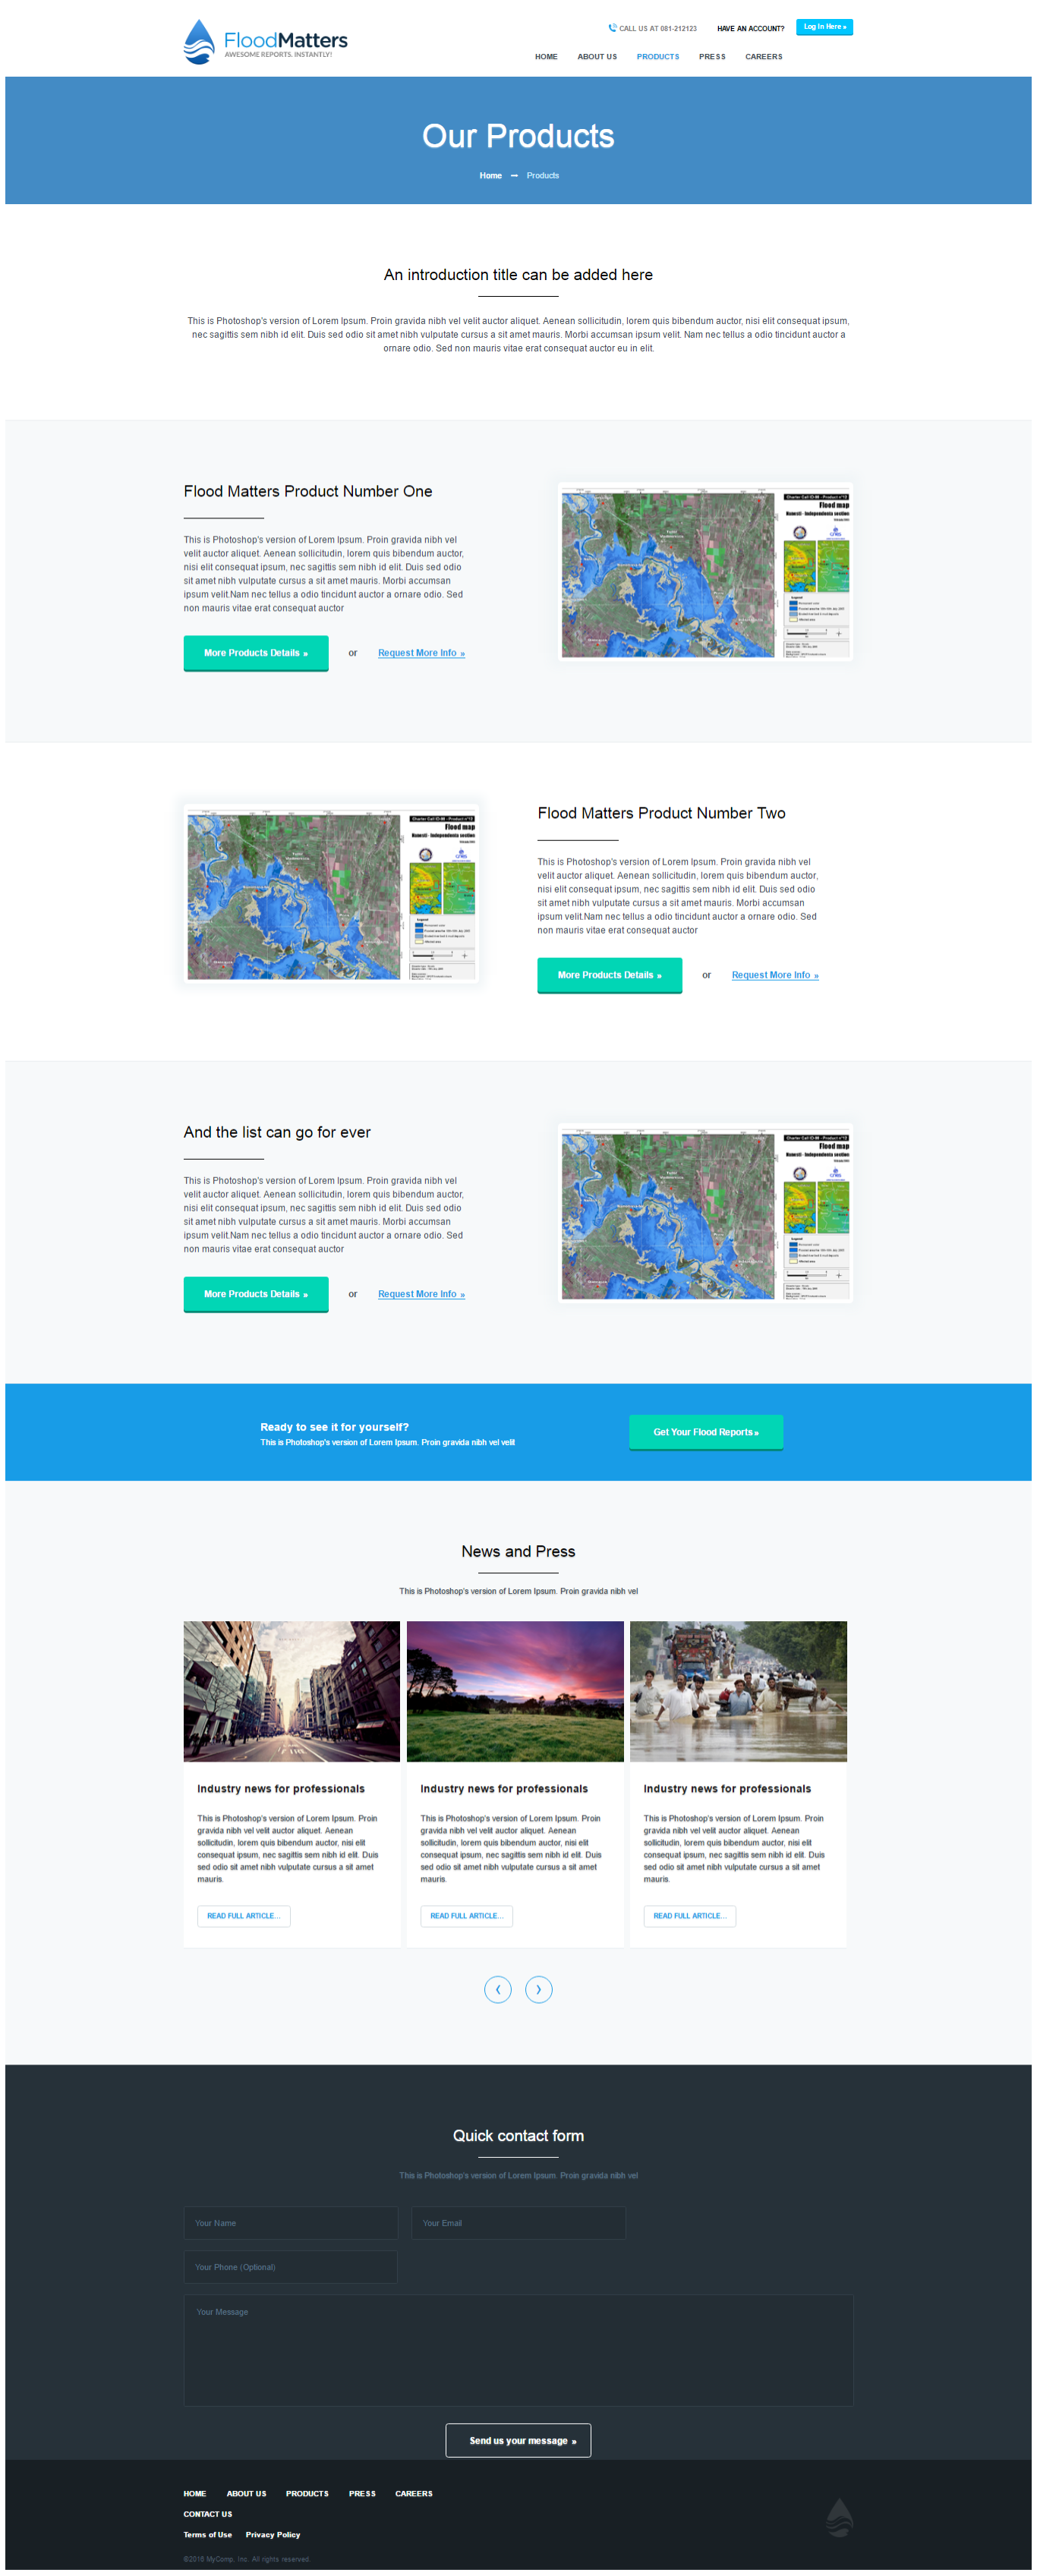 FloodMatters
AWESOME REPORTS. INSTANTLY!
CALL US AT 081-212123
HAVE AN ACCOUNT?
Log In Here »
HOME ABOUT US PRODUCTS PRESS CAREERS
Our Products
Home Products
An introduction title can be added here
This is Photoshop's version of Lorem Ipsum. Proin gravida nibh vel velit auctor aliquet. Aenean sollicitudin, lorem quis bibendum auctor, nisi elit consequat ipsum,
nec sagittis sem nibh id elit. Duis sed odio sit amet nibh vulputate cursus a sit amet mauris. Morbi accumsan ipsum velit. Nam nec tellus a odio tincidunt auctor a
ornare odio. Sed non mauris vitae erat consequat auctor eu in elit.
Flood Matters Product Number One
This is Photoshop's version of Lorem Ipsum. Proin gravida nibh vel
velit auctor aliquet. Aenean sollicitudin, lorem quis bibendum auctor,
nisi elit consequat ipsum, nec sagittis sem nibh id elit. Duis sed odio
sit amet nibh vulputate cursus a sit amet mauris. Morbi accumsan
ipsum velit.Nam nec tellus a odio tincidunt auctor a ornare odio. Sed
non mauris vitae erat consequat auctor
More Products Details » or Request More Info »
Flood map
Legend
Flood map
Legend
Flood Matters Product Number Two
This is Photoshop's version of Lorem Ipsum. Proin gravida nibh vel
velit auctor aliquet. Aenean sollicitudin, lorem quis bibendum auctor,
nisi elit consequat ipsum, nec sagittis sem nibh id elit. Duis sed odio
sit amet nibh vulputate cursus a sit amet mauris. Morbi accumsan
ipsum velit.Nam nec tellus a odio tincidunt auctor a ornare odio. Sed
non mauris vitae erat consequat auctor
More Products Details » or Request More Info »
And the list can go for ever
This is Photoshop's version of Lorem Ipsum. Proin gravida nibh vel
velit auctor aliquet. Aenean sollicitudin, lorem quis bibendum auctor,
nisi elit consequat ipsum, nec sagittis sem nibh id elit. Duis sed odio
sit amet nibh vulputate cursus a sit amet mauris. Morbi accumsan
ipsum velit.Nam nec tellus a odio tincidunt auctor a ornare odio. Sed
non mauris vitae erat consequat auctor
More Products Details » or Request More Info »
Flood map
Legend
Ready to see it for yourself?
This is Photoshop's version of Lorem Ipsum. Proin gravida nibh vel velit
Get Your Flood Reports »
News and Press
This is Photoshop's version of Lorem Ipsum. Proin gravida nibh vel
Industry news for professionals
This is Photoshop's version of Lorem Ipsum. Proin
gravida nibh vel velit auctor aliquet. Aenean
sollicitudin, lorem quis bibendum auctor, nisi elit
consequat ipsum, nec sagittis sem nibh id elit. Duis
sed odio sit amet nibh vulputate cursus a sit amet
mauris.
READ FULL ARTICLE...
Industry news for professionals
This is Photoshop's version of Lorem Ipsum. Proin
gravida nibh vel velit auctor aliquet. Aenean
sollicitudin, lorem quis bibendum auctor, nisi elit
consequat ipsum, nec sagittis sem nibh id elit. Duis
sed odio sit amet nibh vulputate cursus a sit amet
mauris.
READ FULL ARTICLE...
Industry news for professionals
This is Photoshop's version of Lorem Ipsum. Proin
gravida nibh vel velit auctor aliquet. Aenean
sollicitudin, lorem quis bibendum auctor, nisi elit
consequat ipsum, nec sagittis sem nibh id elit. Duis
sed odio sit amet nibh vulputate cursus a sit amet
mauris.
READ FULL ARTICLE...
Quick contact form
This is Photoshop's version of Lorem Ipsum. Proin gravida nibh vel
Your Name
Your Email
Your Phone (Optional)
Your Message
Send us your message »
HOME ABOUT US PRODUCTS PRESS CAREERS
CONTACT US
Terms of Use Privacy Policy
©2016 MyComp, Inc. All rights reserved.